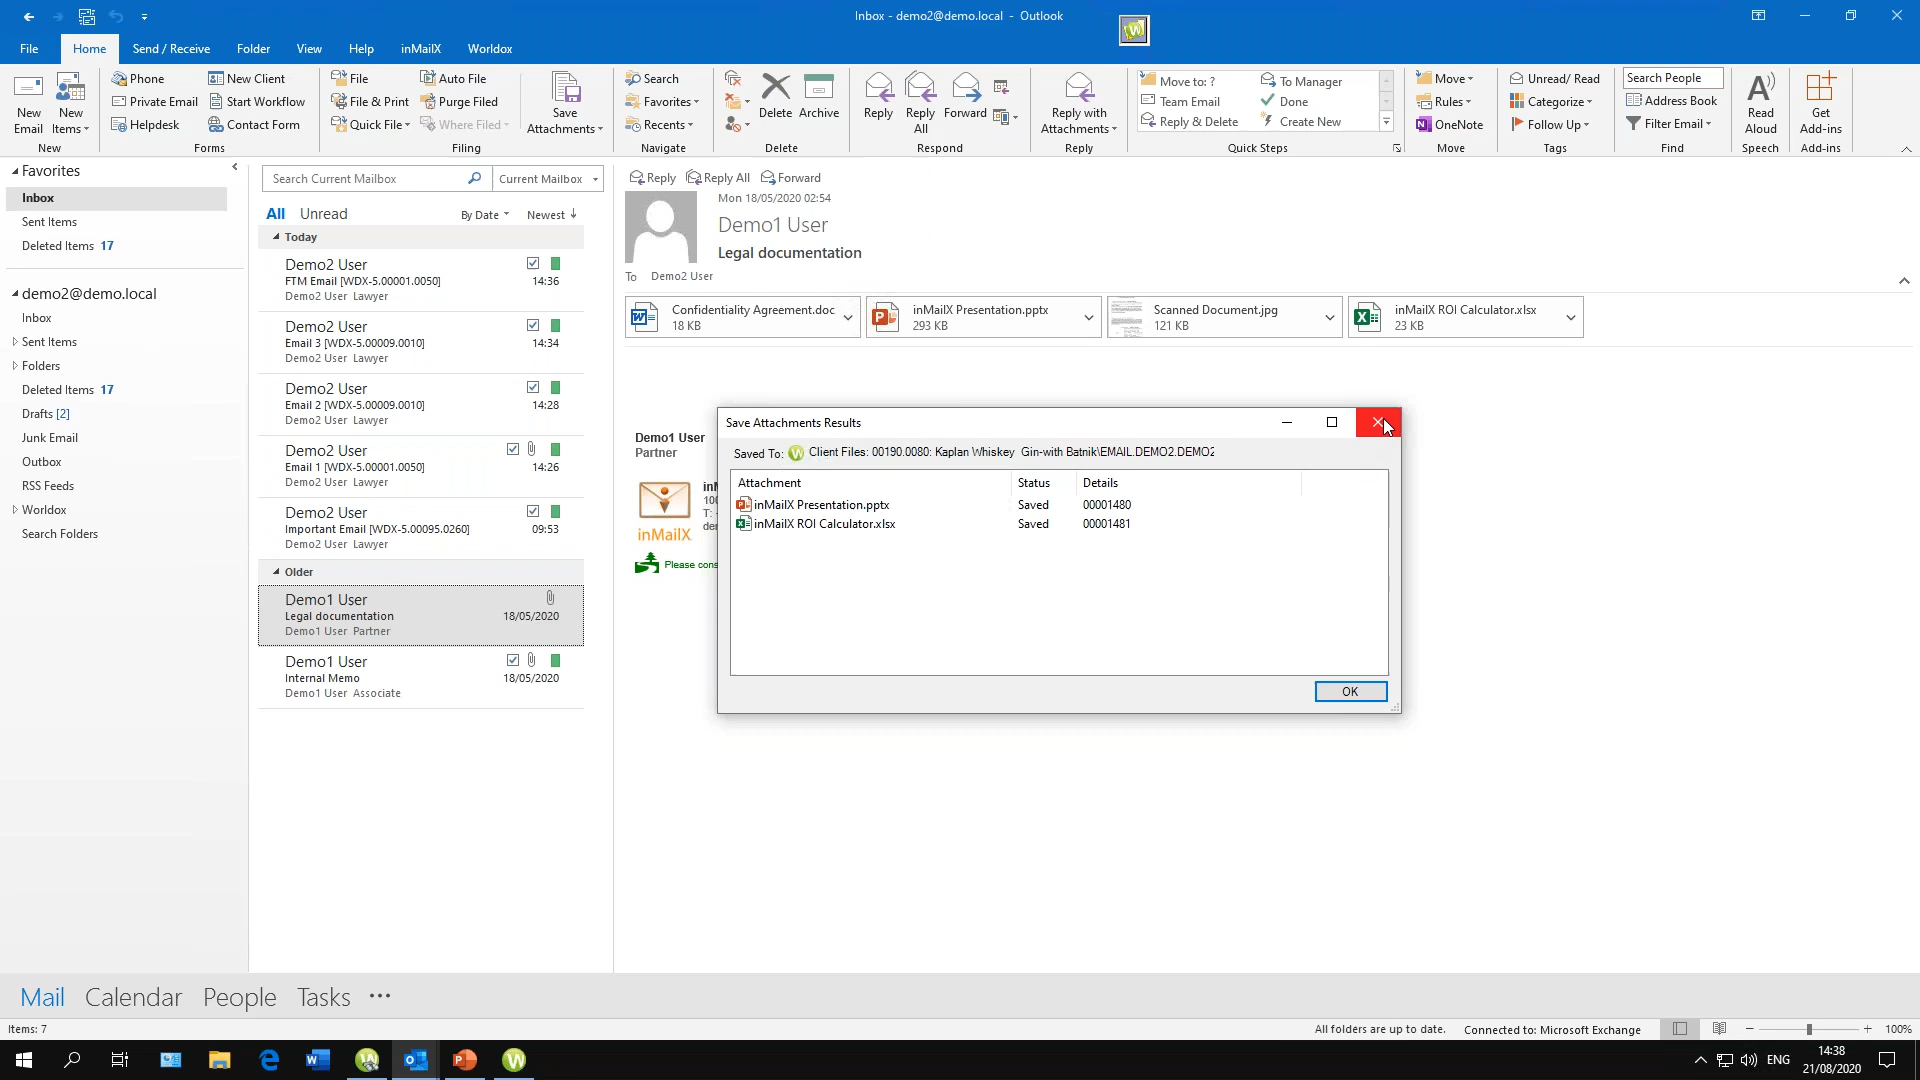 Inbox - demo2@demo.local - Outlook
File Home Send / Receive Folder View Help inMailX Worldox
New Email
New Items
New
Phone
Private Email
Helpdesk
New Client
Start Workflow
Contact Form
Forms
File
File & Print
Quick File
Auto File
Purge Filed
Where Filed
Save Attachments
Filing
Search
Favorites
Recents
Navigate
Delete
Archive
Delete
Reply
Reply All
Forward
Respond
Reply with Attachments
Reply
Move to: ?
Team Email
Reply & Delete
To Manager
Done
Create New
Quick Steps
Move
Rules
OneNote
Move
Unread/ Read
Categorize
Follow Up
Tags
Search People
Address Book
Filter Email
Find
Read Aloud
Speech
Get Add-ins
Add-ins
Favorites
Inbox
Sent Items
Deleted Items 17
demo2@demo.local
Inbox
Sent Items
Folders
Deleted Items 17
Drafts [2]
Junk Email
Outbox
RSS Feeds
Worldox
Search Folders
Search Current Mailbox
Current Mailbox
All Unread
By Date Newest
Today
Demo2 User
FTM Email [WDX-5.00001.0050] 14:36
Demo2 User Lawyer
Demo2 User
Email 3 [WDX-5.00009.0010] 14:34
Demo2 User Lawyer
Demo2 User
Email 2 [WDX-5.00009.0010] 14:28
Demo2 User Lawyer
Demo2 User
Email 1 [WDX-5.00001.0050] 14:26
Demo2 User Lawyer
Demo2 User
Important Email [WDX-5.00095.0260] 09:53
Demo2 User Lawyer
Older
Demo1 User
Legal documentation 18/05/2020
Demo1 User Partner
Demo1 User
Internal Memo 18/05/2020
Demo1 User Associate
Reply Reply All Forward
Mon 18/05/2020 02:54
Demo1 User
Legal documentation
To Demo2 User
Confidentiality Agreement.doc
18 KB
inMailX Presentation.pptx
293 KB
Scanned Document.jpg
121 KB
inMailX ROI Calculator.xlsx
23 KB
Demo1 User
Partner
inMailX
Please cons
Save Attachments Results
Saved To: Client Files: 00190.0080: Kaplan Whiskey Gin-with Batnik\EMAIL.DEMO2.DEMO2
Attachment Status Details
inMailX Presentation.pptx Saved 00001480
inMailX ROI Calculator.xlsx Saved 00001481
OK
Mail Calendar People Tasks ...
Items: 7
All folders are up to date. Connected to: Microsoft Exchange
100%
ENG
14:38
21/08/2020